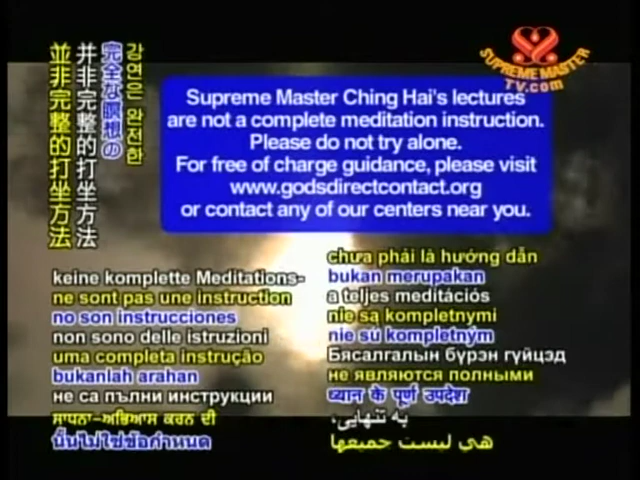 SUPREME MASTER
TV.com
강연은 완전한
完全な瞑想の
并非完整的打坐方法
並非完整的打坐方法
Supreme Master Ching Hai's lectures
are not a complete meditation instruction.
Please do not try alone.
For free of charge guidance, please visit
www.godsdirectcontact.org
or contact any of our centers near you.
keine komplette Meditations-
ne sont pas une instruction
no son instrucciones
non sono delle istruzioni
uma completa instrução
bukanlah arahan
не са пълни инструкции
ਸਾਧਨਾ-ਅਭਿਆਸ ਕਰਨ ਦੀ
นั้นไม่ใช่ข้อกำหนด
chưa phải là hướng dẫn
bukan merupakan
a teljes meditációs
nie są kompletnymi
nie sú kompletným
Бясалгалын бүрэн гүйцэд
не являются полными
ध्यान के पूर्ण उपदेश
به تنهایی،
هي ليست جميعها